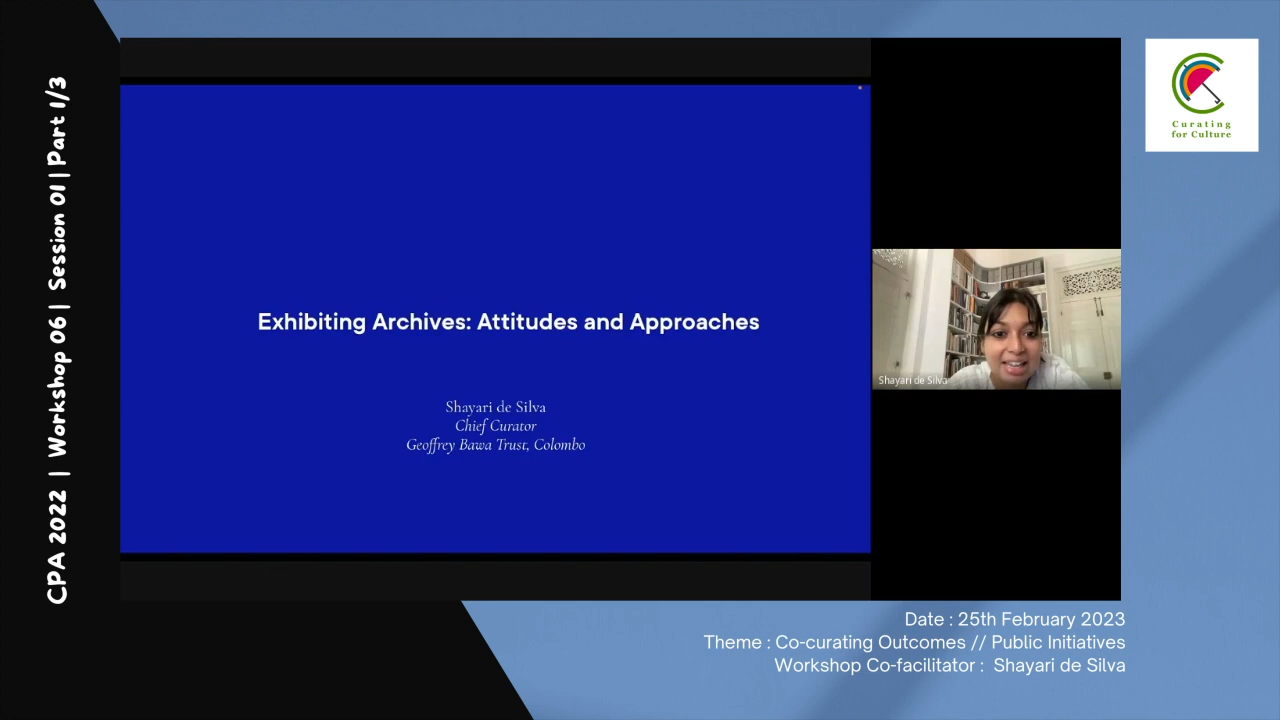 CPA 2022 | Workshop 06 | Session 01 | Part 1/3
Exhibiting Archives: Attitudes and Approaches
Shayari de Silva
Chief Curator
Geoffrey Bawa Trust, Colombo
Shayari de Silva
Curating
for Culture
Date : 25th February 2023
Theme : Co-curating Outcomes // Public Initiatives
Workshop Co-facilitator : Shayari de Silva